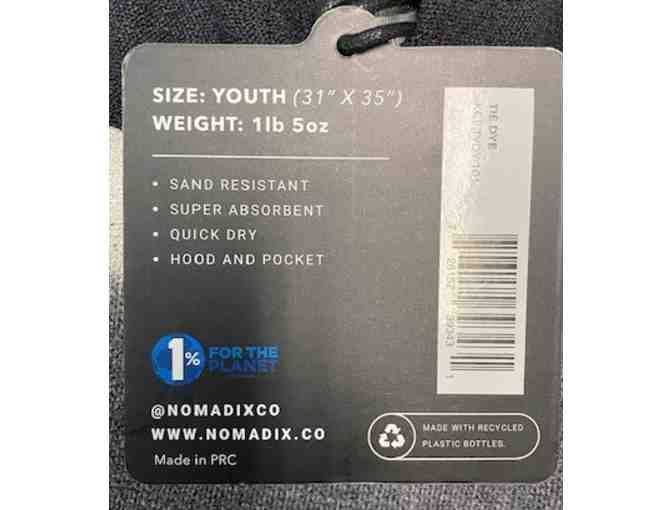 SIZE: YOUTH (31” X 35”)
WEIGHT: 1lb 5oz
• SAND RESISTANT
• SUPER ABSORBENT
• QUICK DRY
• HOOD AND POCKET
1% FOR THE
PLANET
@NOMADIXCO
WWW.NOMADIX.CO
Made in PRC
TIE DYE
MADE WITH RECYCLED
PLASTIC BOTTLES.